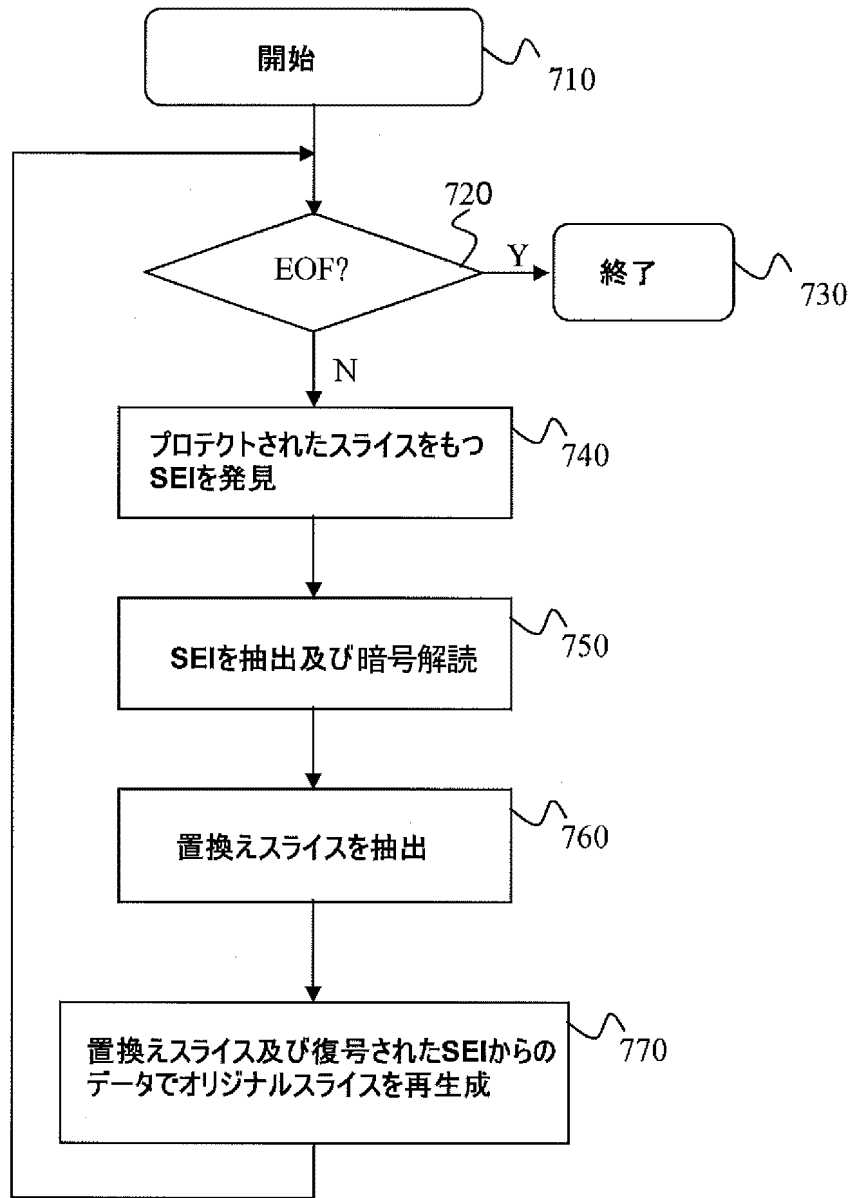 開始
710
720
EOF?
Y
終了
730
N
プロテクトされたスライスをもつ
SEIを発見
740
SEIを抽出及び暗号解読
750
置換えスライスを抽出
760
置換えスライス及び復号されたSEIからの
データでオリジナルスライスを再生成
770